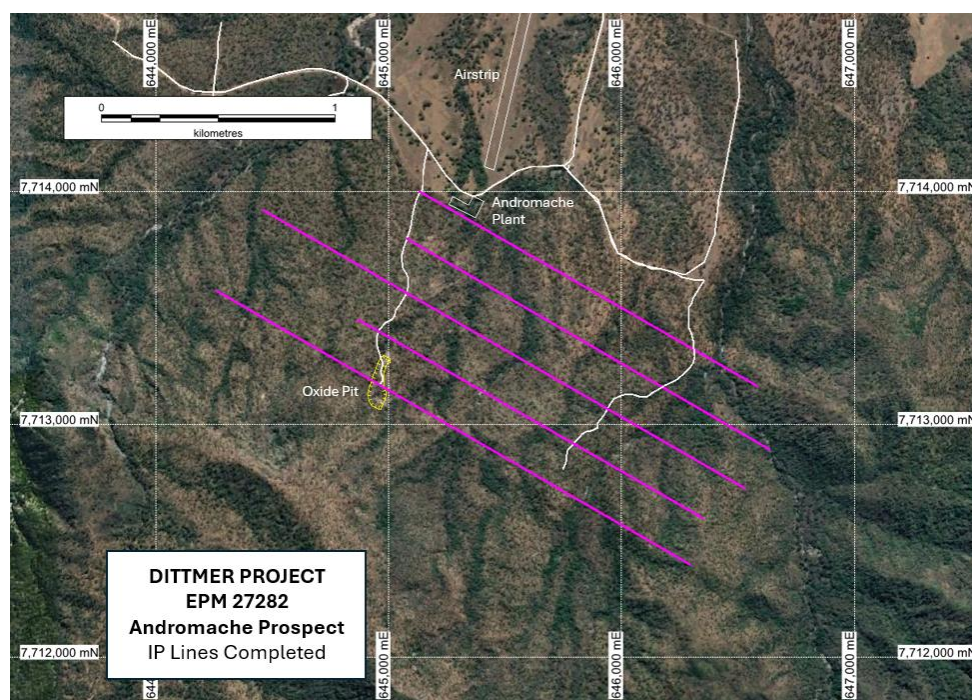 644,000 mE
645,000 mE
646,000 mE
647,000 mE
Airstrip
0 1
kilometres
7,714,000 mN
7,714,000 mN
Andromache
Plant
Oxide Pit
7,713,000 mN
7,713,000 mN
DITTMER PROJECT
EPM 27282
Andromache Prospect
IP Lines Completed
7,712,000 mN
7,712,000 mN
645,000 mE
646,000 mE
647,000 mE